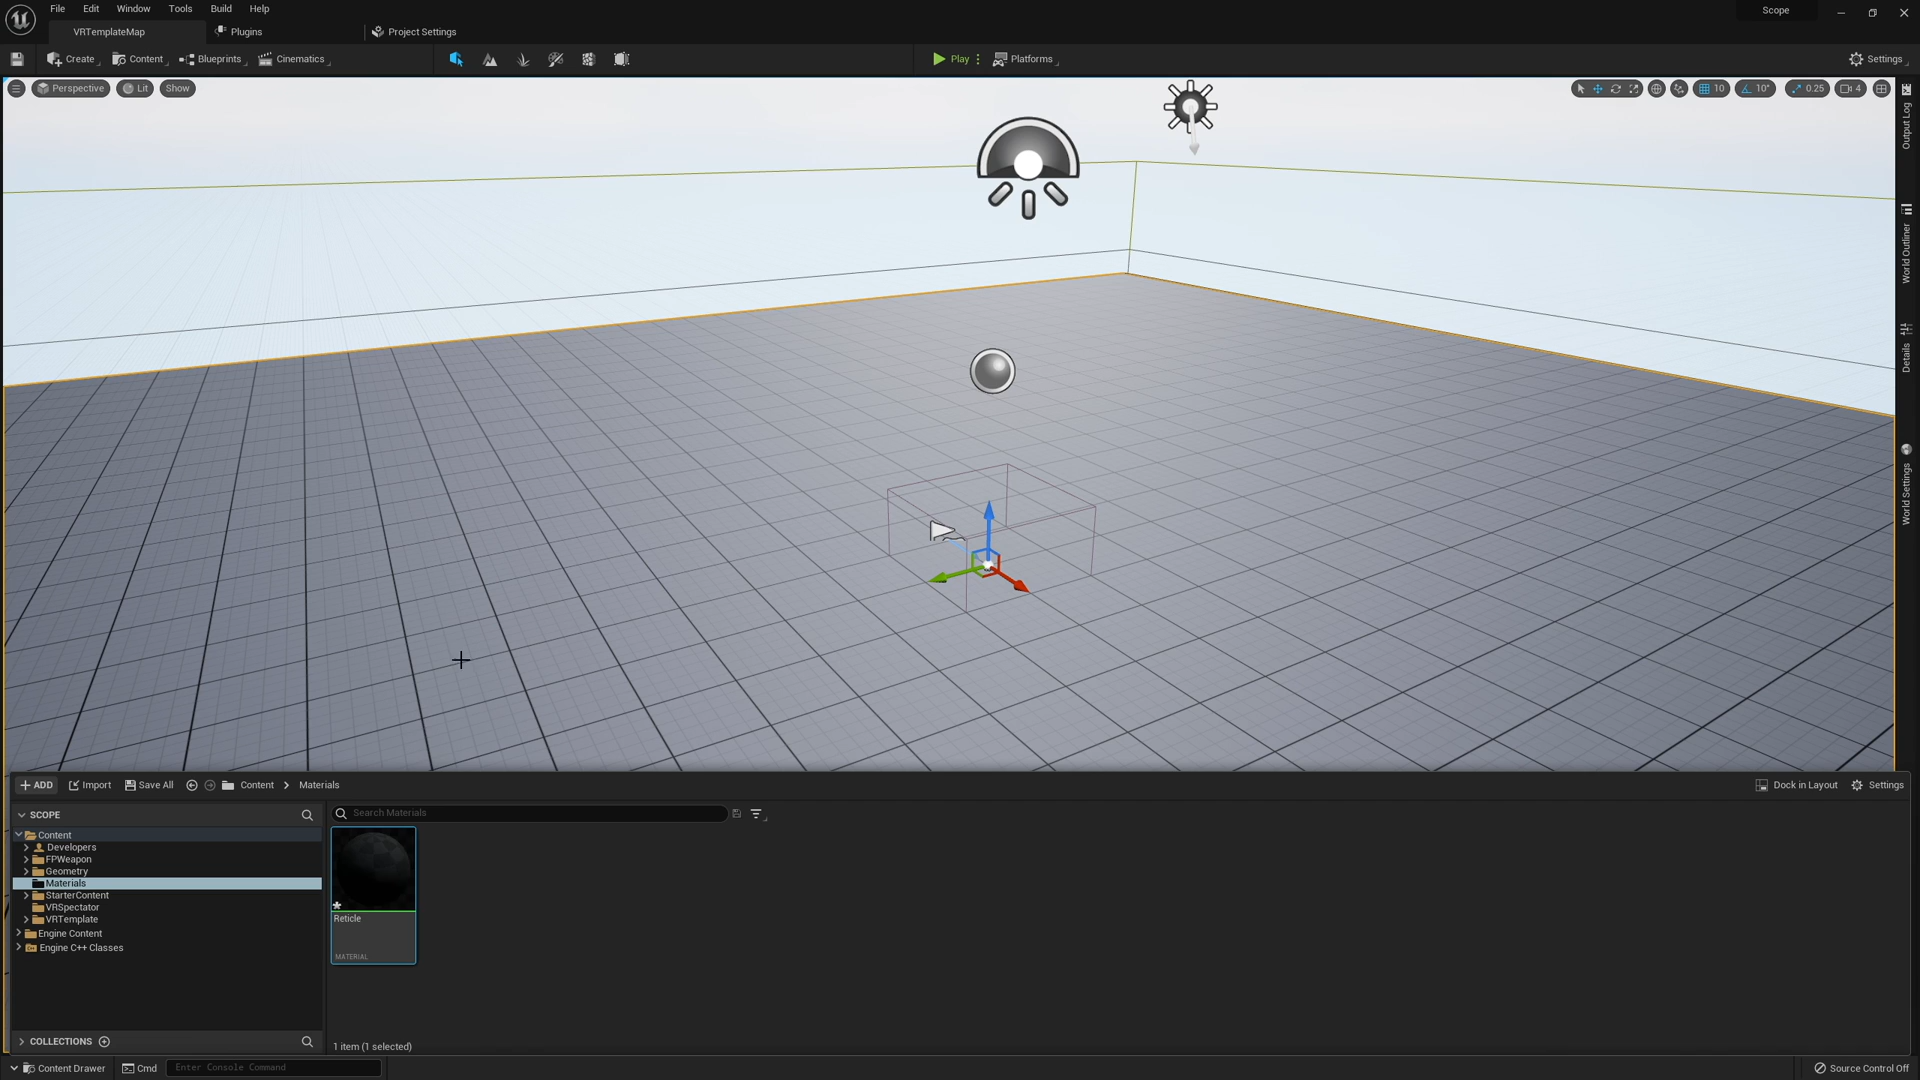 File Edit Window Tools Build Help
Scope
VRTemplateMap
Plugins
Project Settings
Create
Content
Blueprints
Cinematics
Play
Platforms
Settings
Perspective
Lit
Show
10
10°
0.25
4
Output Log
World Outliner
Details
World Settings
+ ADD
Import
Save All
Content
Materials
Dock in Layout
Settings
SCOPE
Search Materials
Content
Developers
FPWeapon
Geometry
Materials
StarterContent
VRSpectator
VRTemplate
Engine Content
Engine C++ Classes
Reticle
MATERIAL
COLLECTIONS
1 item (1 selected)
Content Drawer
Cmd
Enter Console Command
Source Control Off